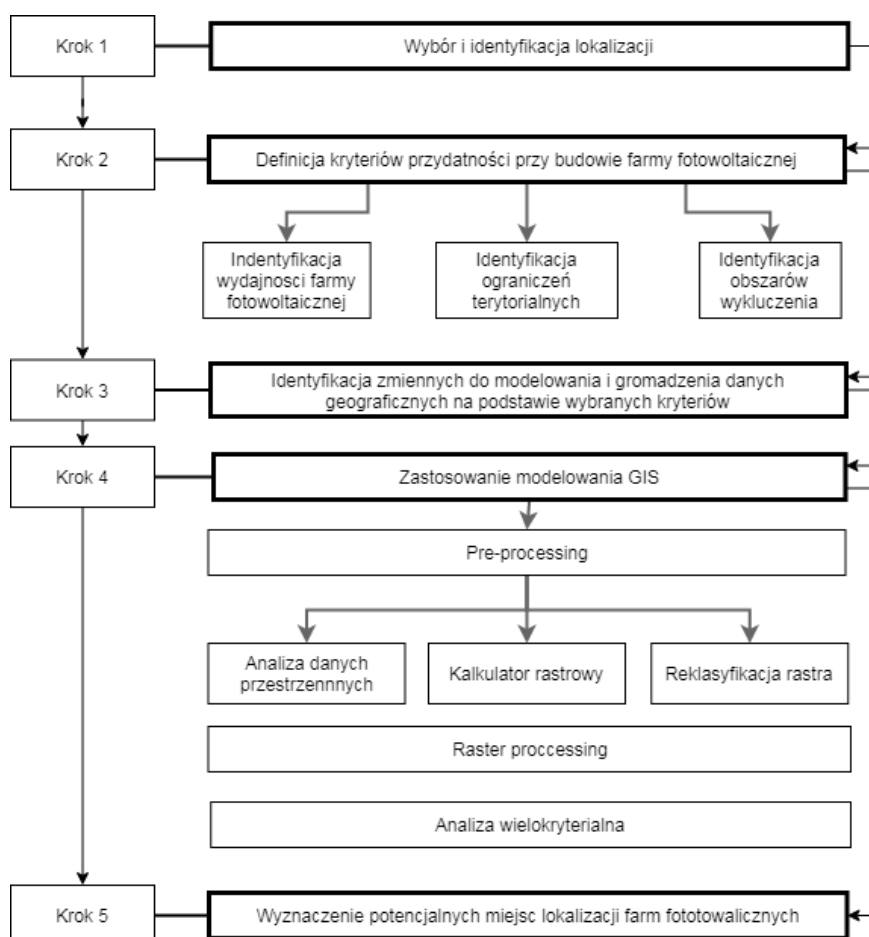 Krok 1
Wybór i identyfikacja lokalizacji
Krok 2
Definicja kryteriów przydatności przy budowie farmy fotowoltaicznej
Indentyfikacja
wydajnosci farmy
fotowoltaicznej
Identyfikacja
ograniczeń
terytorialnych
Identyfikacja
obszarów
wykluczenia
Krok 3
Identyfikacja zmiennych do modelowania i gromadzenia danych
geograficznych na podstawie wybranych kryteriów
Krok 4
Zastosowanie modelowania GIS
Pre-processing
Analiza danych
przestrzennnych
Kalkulator rastrowy
Reklasyfikacja rastra
Raster proccessing
Analiza wielokryterialna
Krok 5
Wyznaczenie potencjalnych miejsc lokalizacji farm fototowalicznych